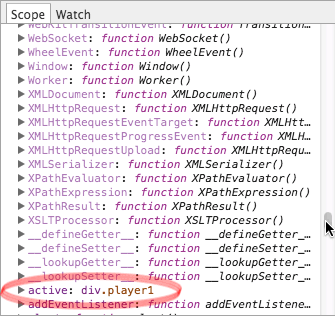 Scope Watch
WebKitTransitionEvent: function Transition…
WebSocket: function WebSocket()
WheelEvent: function WheelEvent()
Window: function Window()
Worker: function Worker()
XMLDocument: function XMLDocument()
XMLHttpRequest: function XMLHttpRequest()
XMLHttpRequestEventTarget: function XMLHtt…
XMLHttpRequestProgressEvent: function XMLH…
XMLHttpRequestUpload: function XMLHttpRequ…
XMLSerializer: function XMLSerializer()
XPathEvaluator: function XPathEvaluator()
XPathExpression: function XPathExpression()
XPathResult: function XPathResult()
XSLTProcessor: function XSLTProcessor()
__defineGetter__: function __defineGetter_…
__defineSetter__: function __defineSetter_…
__lookupGetter__: function __lookupGetter_…
__lookupSetter__: function __lookupSetter_…
active: div.player1
addEventListener: function addEventListene…